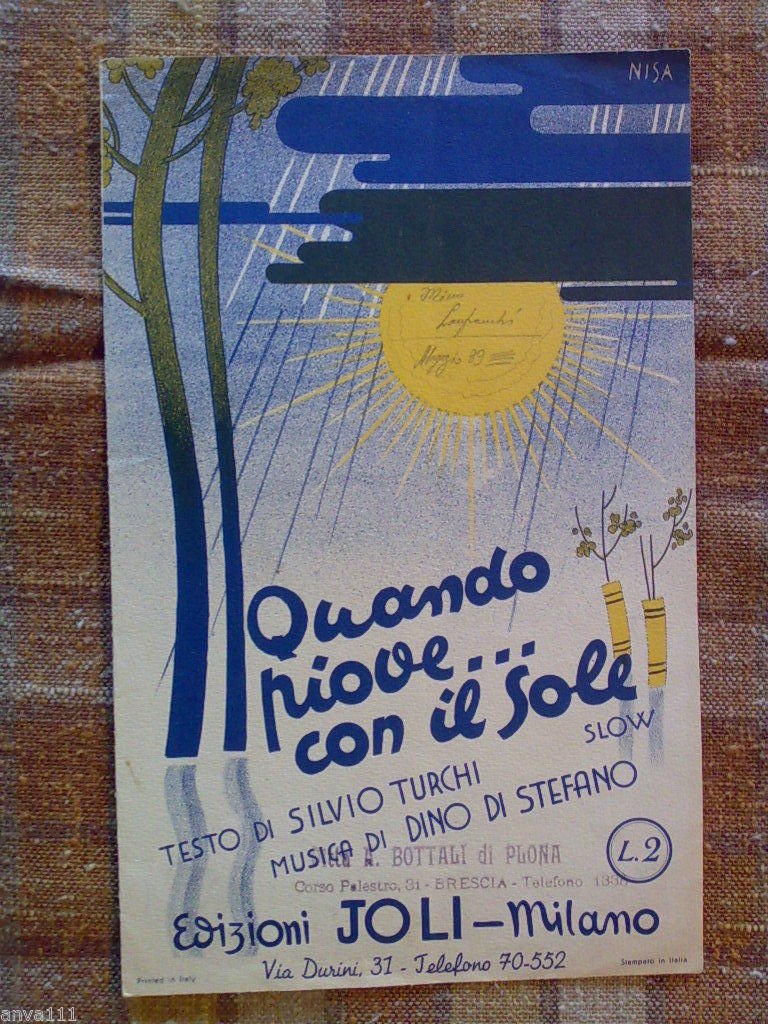 NISA
Maggio 39
Quando
piove...
con il Sole
SLOW
TESTO DI SILVIO TURCHI
MUSICA DI DINO DI STEFANO
A. BOTTALI di PLONA
L.2
Corso Palestro, 31 - BRESCIA - Telefono
Edizioni JOLI - Milano
Via Durini, 31 - Telefono 70-552
Printed in Italy
Stampato in Italia
anva111